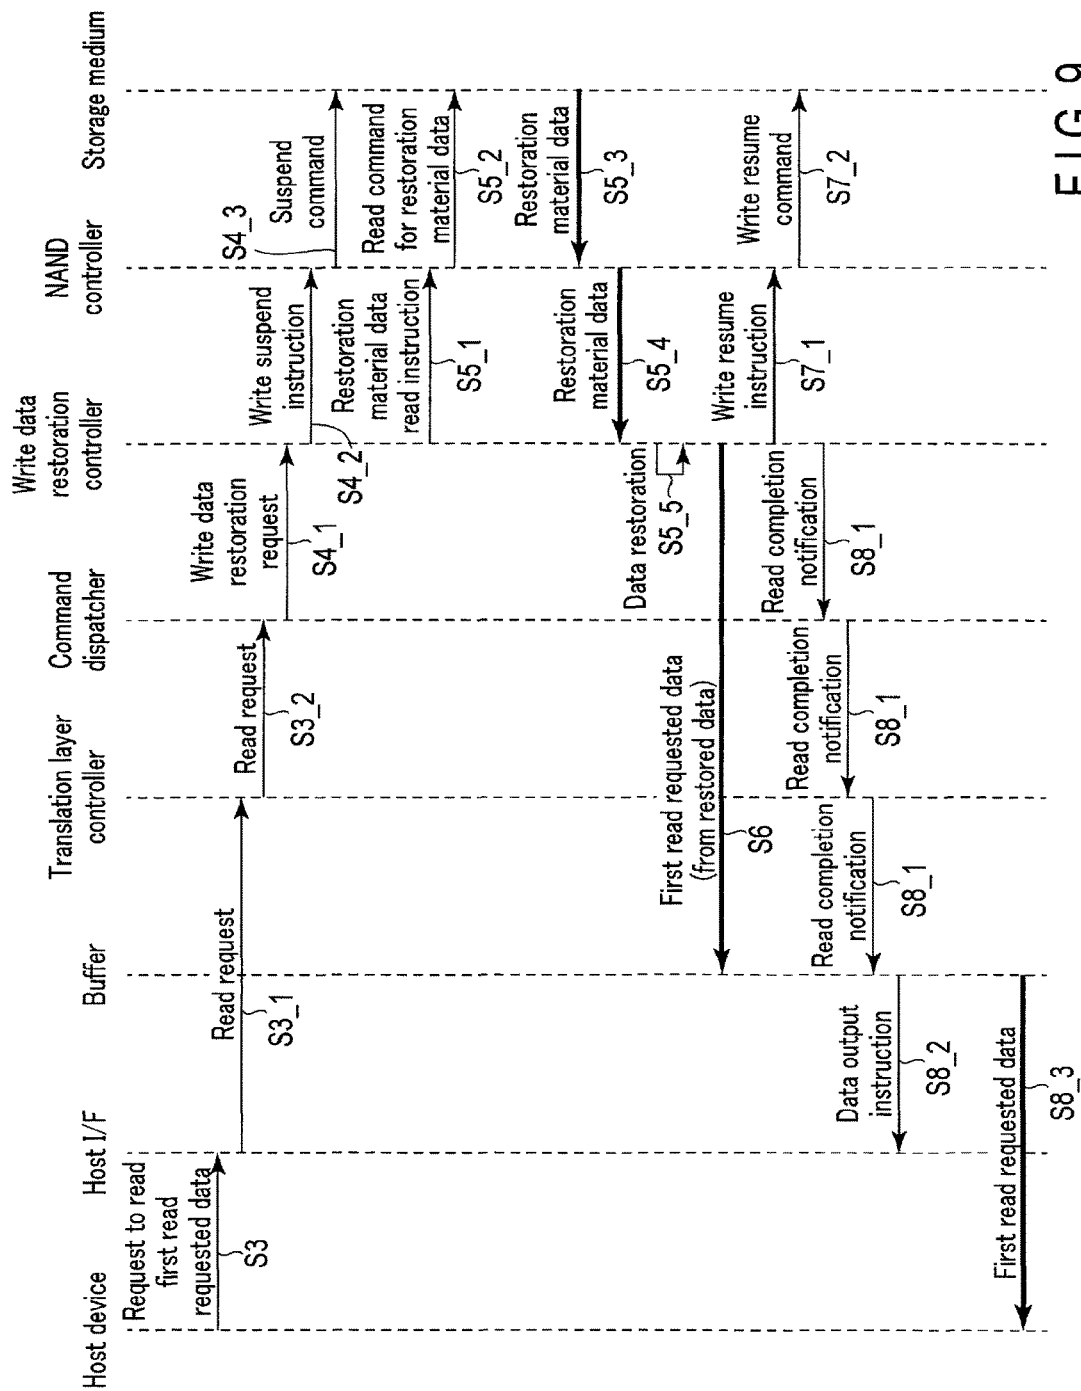 Host device
Host I/F
Buffer
Translation layer
controller
Command
dispatcher
Write data
restoration
controller
NAND
controller
Storage medium
Request to read
first read
requested data
S3
Read request
S3_1
Read request
S3_2
Write data
restoration
request
S4_1
Write suspend
instruction
S4_2
Suspend
command
S4_3
Restoration
material data
read instruction
S5_1
Read command
for restoration
material data
S5_2
Restoration
material data
S5_3
Restoration
material data
S5_4
Data restoration
S5_5
First read requested data
(from restored data)
S6
Write resume
instruction
S7_1
Write resume
command
S7_2
Read completion
notification
S8_1
Read completion
notification
S8_1
Read completion
notification
S8_1
Data output
instruction
S8_2
First read requested data
S8_3
FIG. 9